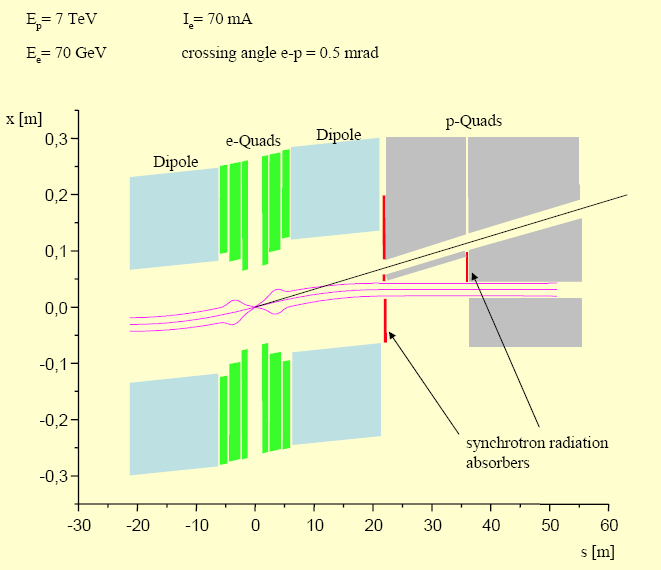 Ep= 7 TeV Ie= 70 mA
Ee= 70 GeV crossing angle e-p = 0.5 mrad
x [m]
p-Quads
Dipole
e-Quads
Dipole
0,3
0,2
0,1
0,0
-0,1
-0,2
-0,3
synchrotron radiation
absorbers
-30 -20 -10 0 10 20 30 40 50 60
s [m]